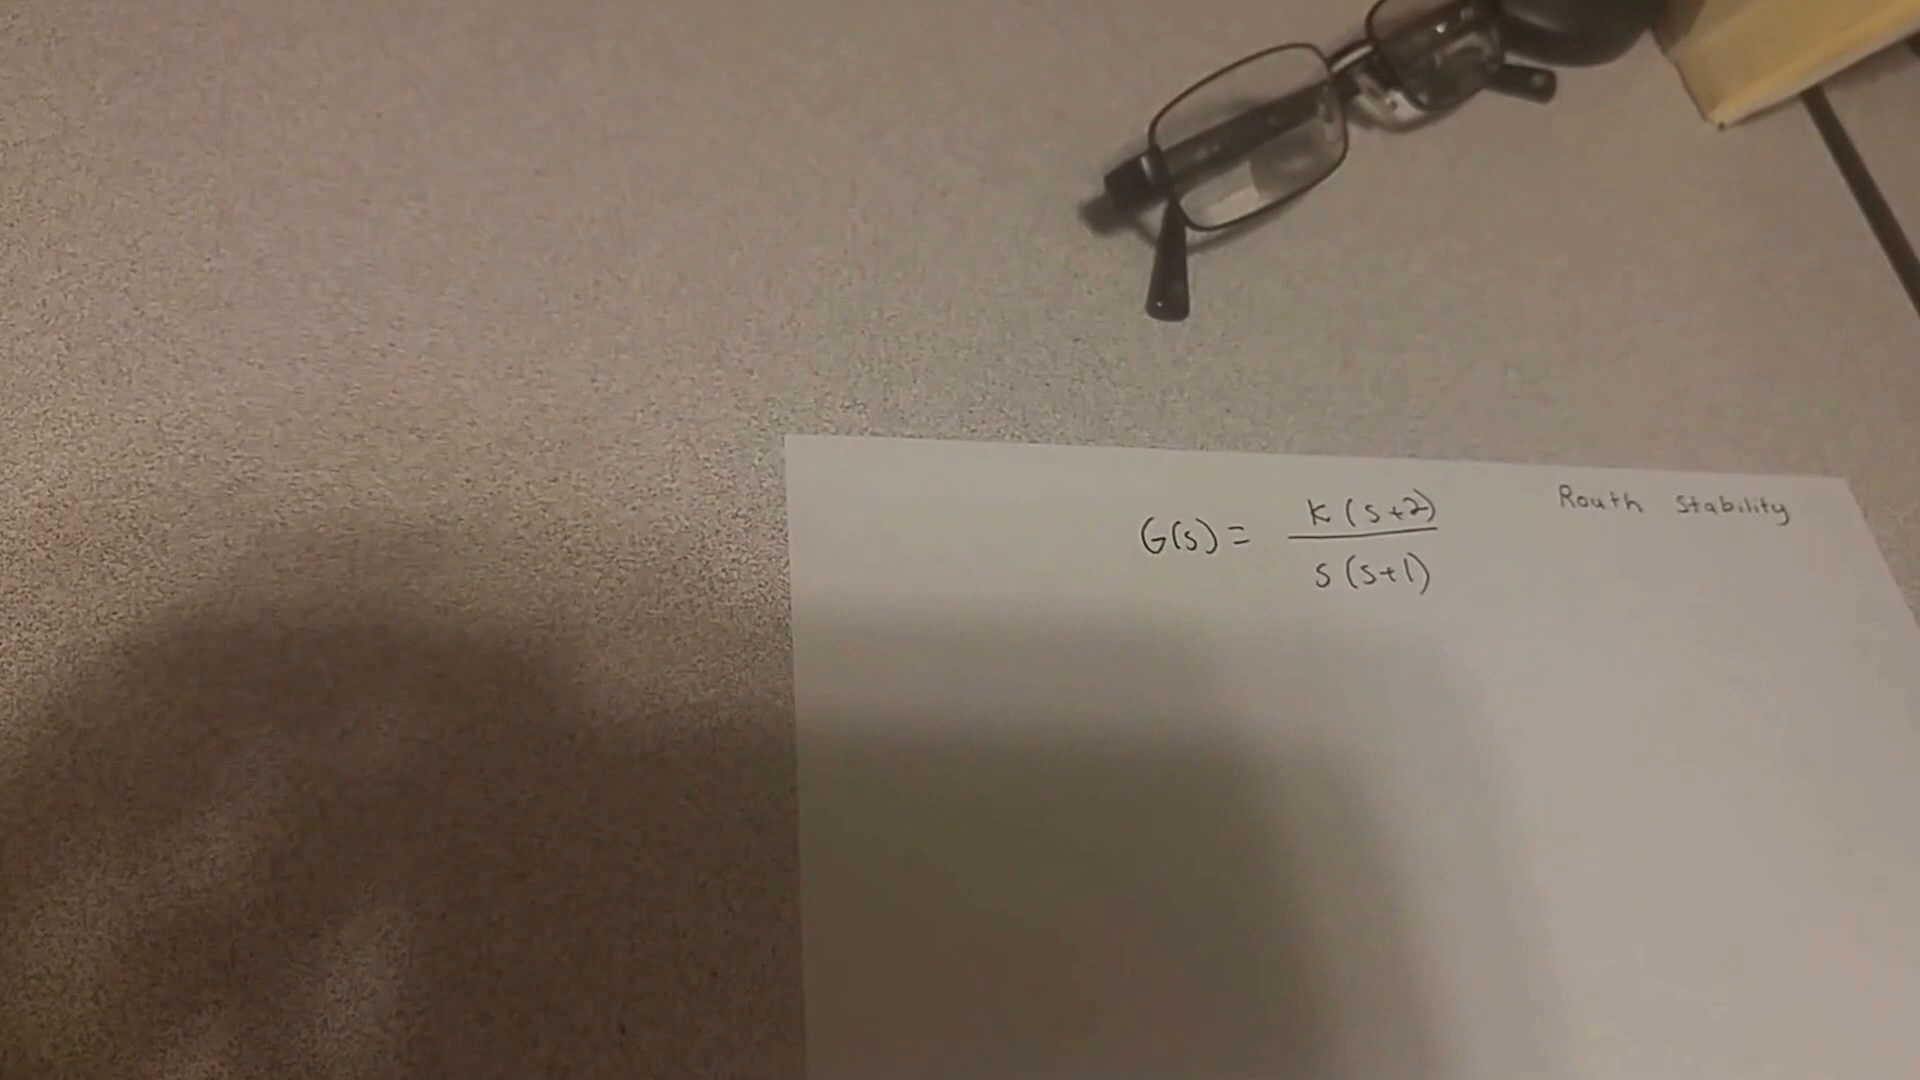 G(s) = K(s+2) / s(s+1)
Routh Stability